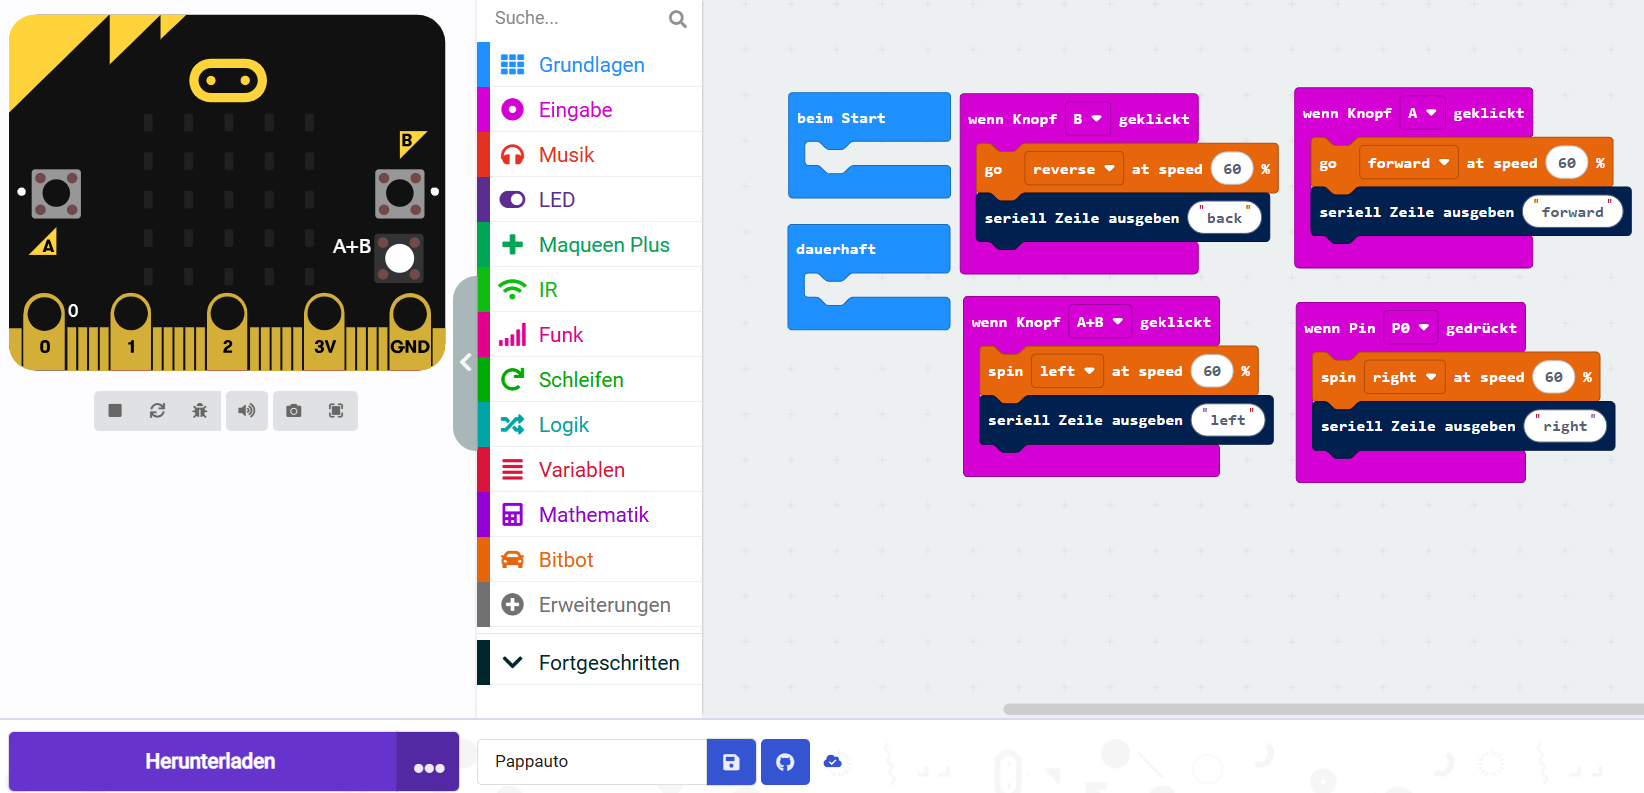 B
A
A+B
0
0
1
2
3V
GND
Suche...
Grundlagen
Eingabe
Musik
LED
Maqueen Plus
IR
Funk
Schleifen
Logik
Variablen
Mathematik
Bitbot
Erweiterungen
Fortgeschritten
beim Start
dauerhaft
wenn Knopf B geklickt
go reverse at speed 60 %
seriell Zeile ausgeben "back"
wenn Knopf A geklickt
go forward at speed 60 %
seriell Zeile ausgeben "forward"
wenn Knopf A+B geklickt
spin left at speed 60 %
seriell Zeile ausgeben "left"
wenn Pin P0 gedrückt
spin right at speed 60 %
seriell Zeile ausgeben "right"
Herunterladen
Pappauto